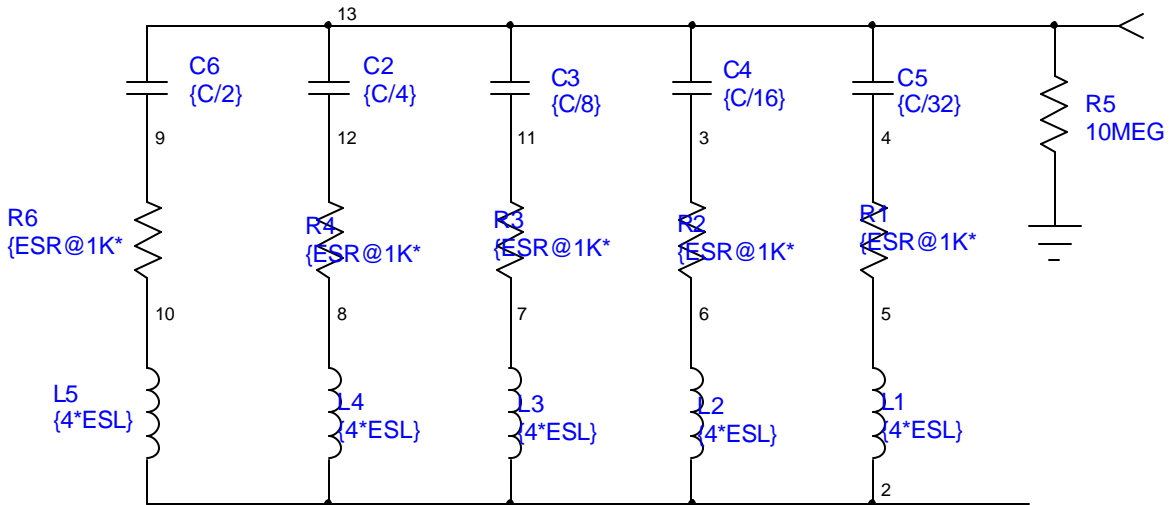 13
C6
{C/2}
C2
{C/4}
C3
{C/8}
C4
{C/16}
C5
{C/32}
R5
10MEG
9
12
11
3
4
R6
{ESR@1K*
R4
{ESR@1K*
R3
{ESR@1K*
R2
{ESR@1K*
R1
{ESR@1K*
10
8
7
6
5
L5
{4*ESL}
L4
{4*ESL}
L3
{4*ESL}
L2
{4*ESL}
L1
{4*ESL}
2